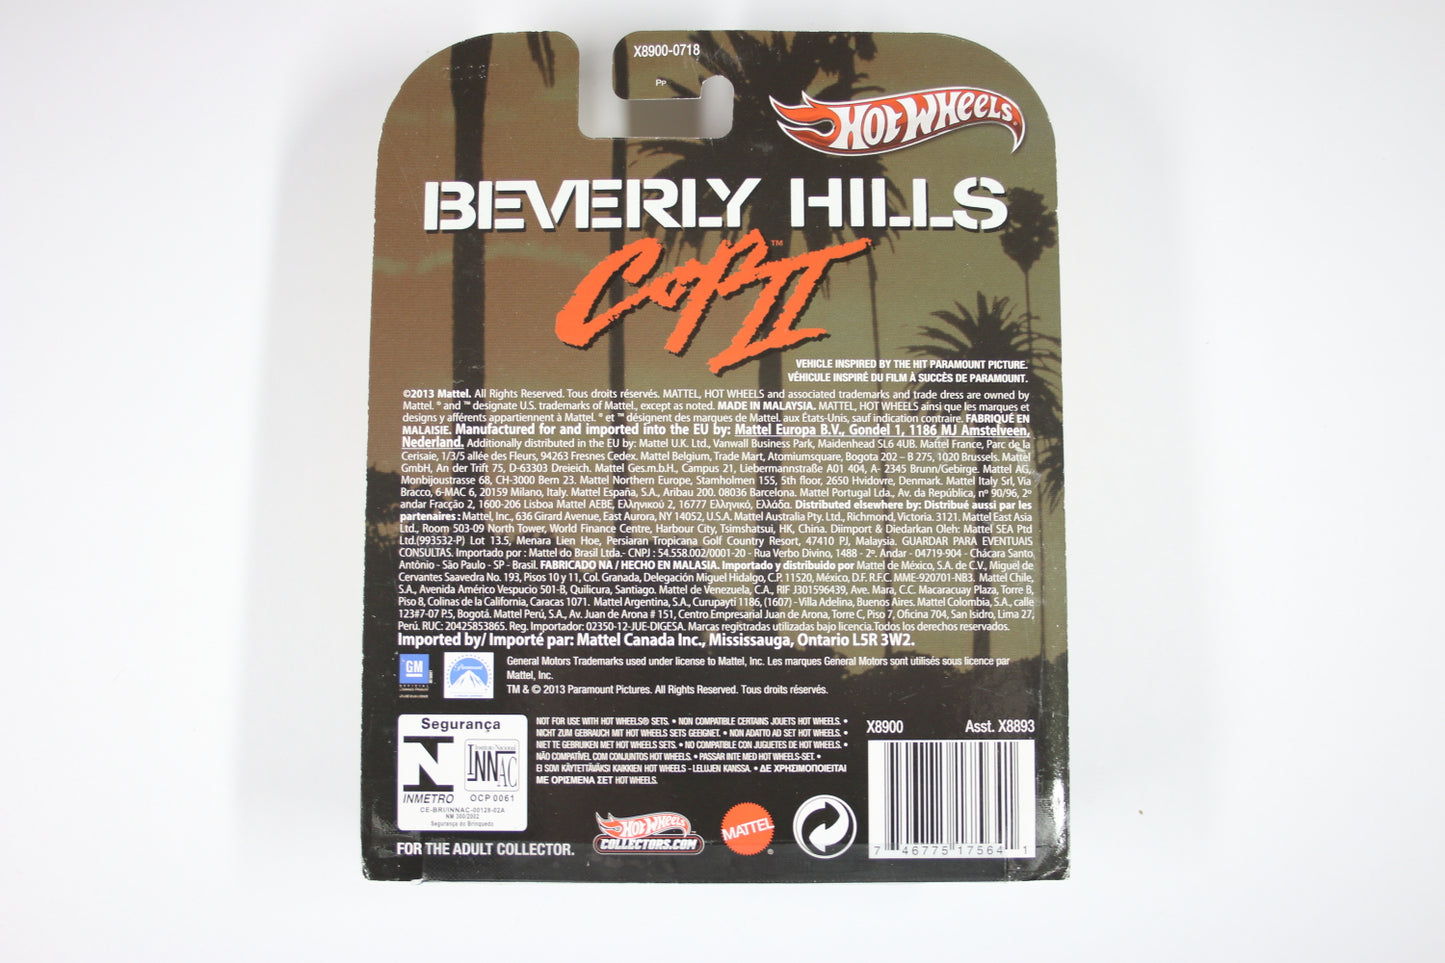 X8900-0718
PP
HOT WHEELS
BEVERLY HILLS
COP II™
VEHICLE INSPIRED BY THE HIT PARAMOUNT PICTURE.
VÉHICULE INSPIRÉ DU FILM À SUCCÈS DE PARAMOUNT.
©2013 Mattel. All Rights Reserved. Tous droits réservés. MATTEL, HOT WHEELS and associated trademarks and trade dress are owned by
Mattel. ® and ™ designate U.S. trademarks of Mattel., except as noted. MADE IN MALAYSIA. MATTEL, HOT WHEELS ainsi que les marques et
designs y afférents appartiennent à Mattel. ® et ™ désignent des marques de Mattel. aux États-Unis, sauf indication contraire. FABRIQUÉ EN
MALAISIE. Manufactured for and imported into the EU by: Mattel Europa B.V., Gondel 1, 1186 MJ Amstelveen,
Nederland. Additionally distributed in the EU by: Mattel U.K. Ltd., Vanwall Business Park, Maidenhead SL6 4UB. Mattel France, Parc de la
Cerisaie, 1/3/5 allée des Fleurs, 94263 Fresnes Cedex. Mattel Belgium, Trade Mart, Atomiumsquare, Bogota 202 – B 275, 1020 Brussels. Mattel
GmbH, An der Trift 75, D-63303 Dreieich. Mattel Ges.m.b.H., Campus 21, Liebermannstraße A01 404, A- 2345 Brunn/Gebirge. Mattel AG,
Monbijoustrasse 68, CH-3000 Bern 23. Mattel Northern Europe, Stamholmen 155, 5th floor, 2650 Hvidovre, Denmark. Mattel Italy Srl, Via
Bracco, 6-MAC 6, 20159 Milano, Italy. Mattel España, S.A., Aribau 200. 08036 Barcelona. Mattel Portugal Lda., Av. da República, nº 90/96, 2º
andar Fracção 2, 1600-206 Lisboa Mattel AEBE, Ελληνικού 2, 16777 Ελληνικό, Ελλάδα. Distributed elsewhere by: Distribué aussi par les
partenaires : Mattel, Inc., 636 Girard Avenue, East Aurora, NY 14052, U.S.A. Mattel Australia Pty. Ltd., Richmond, Victoria. 3121. Mattel East Asia
Ltd., Room 503-09 North Tower, World Finance Centre, Harbour City, Tsimshatsui, HK, China. Diimport & Diedarkan Oleh: Mattel SEA Ptd
Ltd.(993532-P) Lot 13.5, Menara Lien Hoe, Persiaran Tropicana Golf Country Resort, 47410 PJ, Malaysia. GUARDAR PARA EVENTUAIS
CONSULTAS. Importado por : Mattel do Brasil Ltda.- CNPJ : 54.558.002/0001-20 - Rua Verbo Divino, 1488 - 2º. Andar - 04719-904 - Chácara Santo
Antônio - São Paulo - SP - Brasil. FABRICADO NA / HECHO EN MALASIA. Importado y distribuido por Mattel de México, S.A. de C.V., Miguel de
Cervantes Saavedra No. 193, Pisos 10 y 11, Col. Granada, Delegación Miguel Hidalgo, C.P. 11520, México, D.F. R.F.C. MME-920701-NB3. Mattel Chile,
S.A., Avenida Américo Vespucio 501-B, Quilicura, Santiago. Mattel de Venezuela, C.A., RIF J301596439, Ave. Mara, C.C. Macaracuay Plaza, Torre B,
Piso 8, Colinas de la California, Caracas 1071. Mattel Argentina, S.A., Curupaytí 1186, (1607) - Villa Adelina, Buenos Aires. Mattel Colombia, S.A., calle
123#7-07 P.5, Bogotá. Mattel Perú, S.A., Av. Juan de Arona # 151, Centro Empresarial Juan de Arona, Torre C, Piso 7, Oficina 704, San Isidro, Lima 27,
Perú. RUC: 20425853865. Reg. Importador: 02350-12-JUE-DIGESA. Marcas registradas utilizadas bajo licencia.Todos los derechos reservados.
Imported by/ Importé par: Mattel Canada Inc., Mississauga, Ontario L5R 3W2.
GM
Paramount
General Motors Trademarks used under license to Mattel, Inc. Les marques General Motors sont utilisés sous licence par
Mattel, Inc.
TM & © 2013 Paramount Pictures. All Rights Reserved. Tous droits réservés.
Segurança
Instituto Nacional
INNAC
INMETRO OCP 0061
CE-BRI/INNAC-00128-02A
NM 300/2002
Segurança do Brinquedo
NOT FOR USE WITH HOT WHEELS® SETS. • NON COMPATIBLE CERTAINS JOUETS HOT WHEELS. •
NICHT ZUM GEBRAUCH MIT HOT WHEELS SETS GEEIGNET. • NON ADATTO AD SET HOT WHEELS. •
NIET TE GEBRUIKEN MET HOT WHEELS SETS. • NO COMPATIBLE CON JUGUETES DE HOT WHEELS. •
NÃO COMPATÍVEL COM CONJUNTOS HOT WHEELS. • PASSAR INTE MED HOT WHEELS-SET. •
EI SOVI KÄYTETTÄVÄKSI KAIKKIEN HOT WHEELS - LELUJEN KANSSA. • ΔΕ ΧΡΗΣΙΜΟΠΟΙΕΙΤΑΙ
ΜΕ ΟΡΙΣΜΕΝΑ ΣΕΤ HOT WHEELS.
X8900 Asst. X8893
7 46775 17564 1
FOR THE ADULT COLLECTOR.
HOT WHEELS
COLLECTORS.COM
MATTEL®